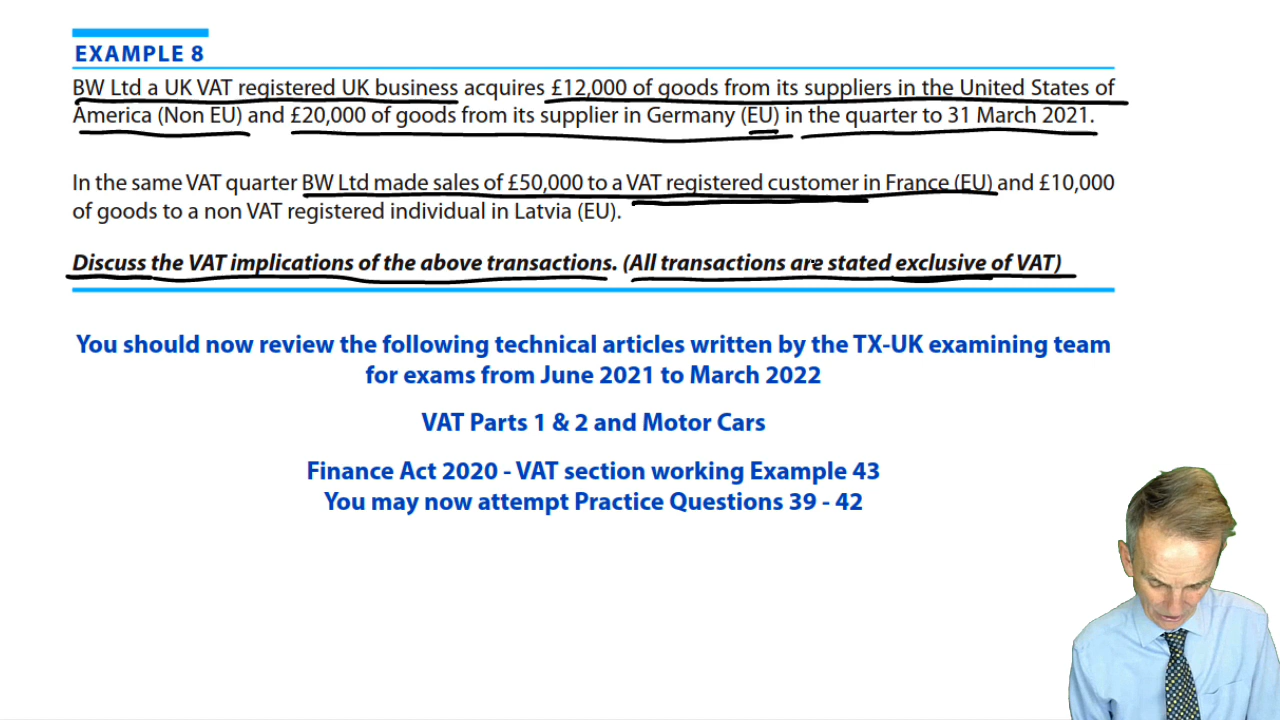 EXAMPLE 8
BW Ltd a UK VAT registered UK business acquires £12,000 of goods from its suppliers in the United States of
America (Non EU) and £20,000 of goods from its supplier in Germany (EU) in the quarter to 31 March 2021.
In the same VAT quarter BW Ltd made sales of £50,000 to a VAT registered customer in France (EU) and £10,000
of goods to a non VAT registered individual in Latvia (EU).
Discuss the VAT implications of the above transactions. (All transactions are stated exclusive of VAT)
You should now review the following technical articles written by the TX-UK examining team
for exams from June 2021 to March 2022
VAT Parts 1 & 2 and Motor Cars
Finance Act 2020 - VAT section working Example 43
You may now attempt Practice Questions 39 - 42